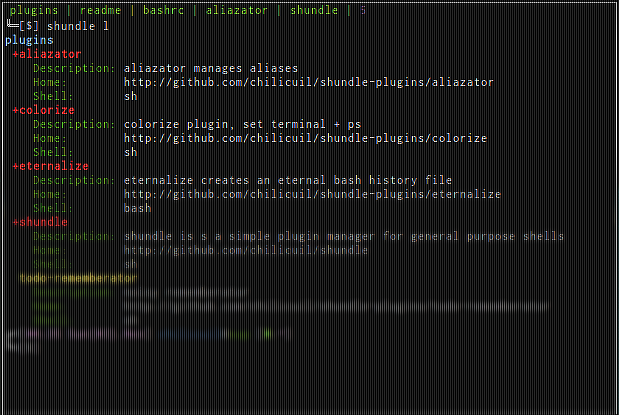 plugins | readme | bashrc | aliazator | shundle | S
└─[$] shundle l
plugins
+aliazator
Description: aliazator manages aliases
Home: http://github.com/chilicuil/shundle-plugins/aliazator
Shell: sh
+colorize
Description: colorize plugin, set terminal + ps
Home: http://github.com/chilicuil/shundle-plugins/colorize
Shell: sh
+eternalize
Description: eternalize creates an eternal bash history file
Home: http://github.com/chilicuil/shundle-plugins/eternalize
Shell: bash
+shundle
Description: shundle is s a simple plugin manager for general purpose shells
Home: http://github.com/chilicuil/shundle
Shell: sh
todo-rememberator